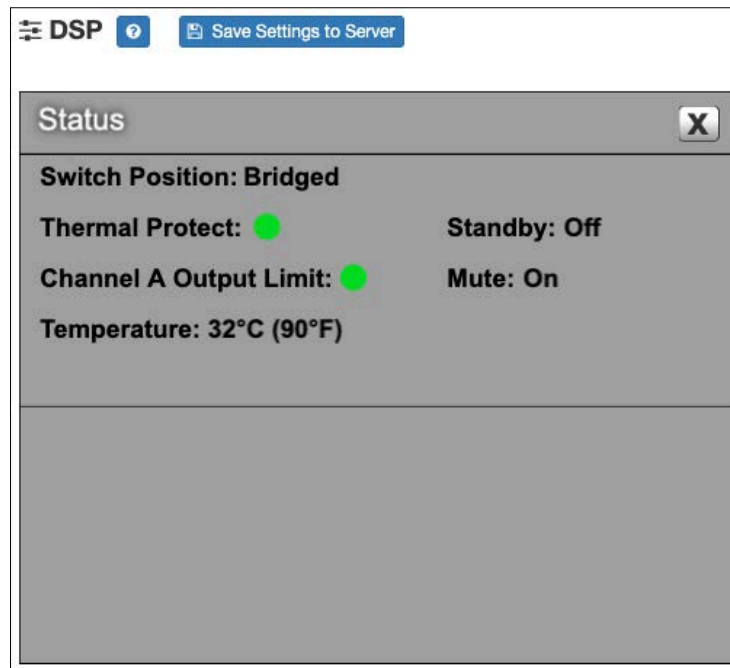 DSP ? Save Settings to Server
Status X
Switch Position: Bridged
Thermal Protect: Standby: Off
Channel A Output Limit: Mute: On
Temperature: 32°C (90°F)